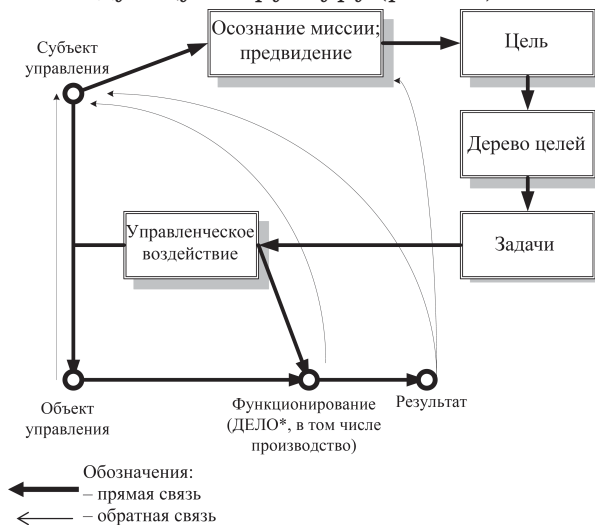 Осознание миссии;
предвидение
Цель
Субъект
управления
Дерево целей
Управленческое
воздействие
Задачи
Объект
управления
Функционирование
(ДЕЛО*, в том числе
производство)
Результат
Обозначения:
– прямая связь
– обратная связь